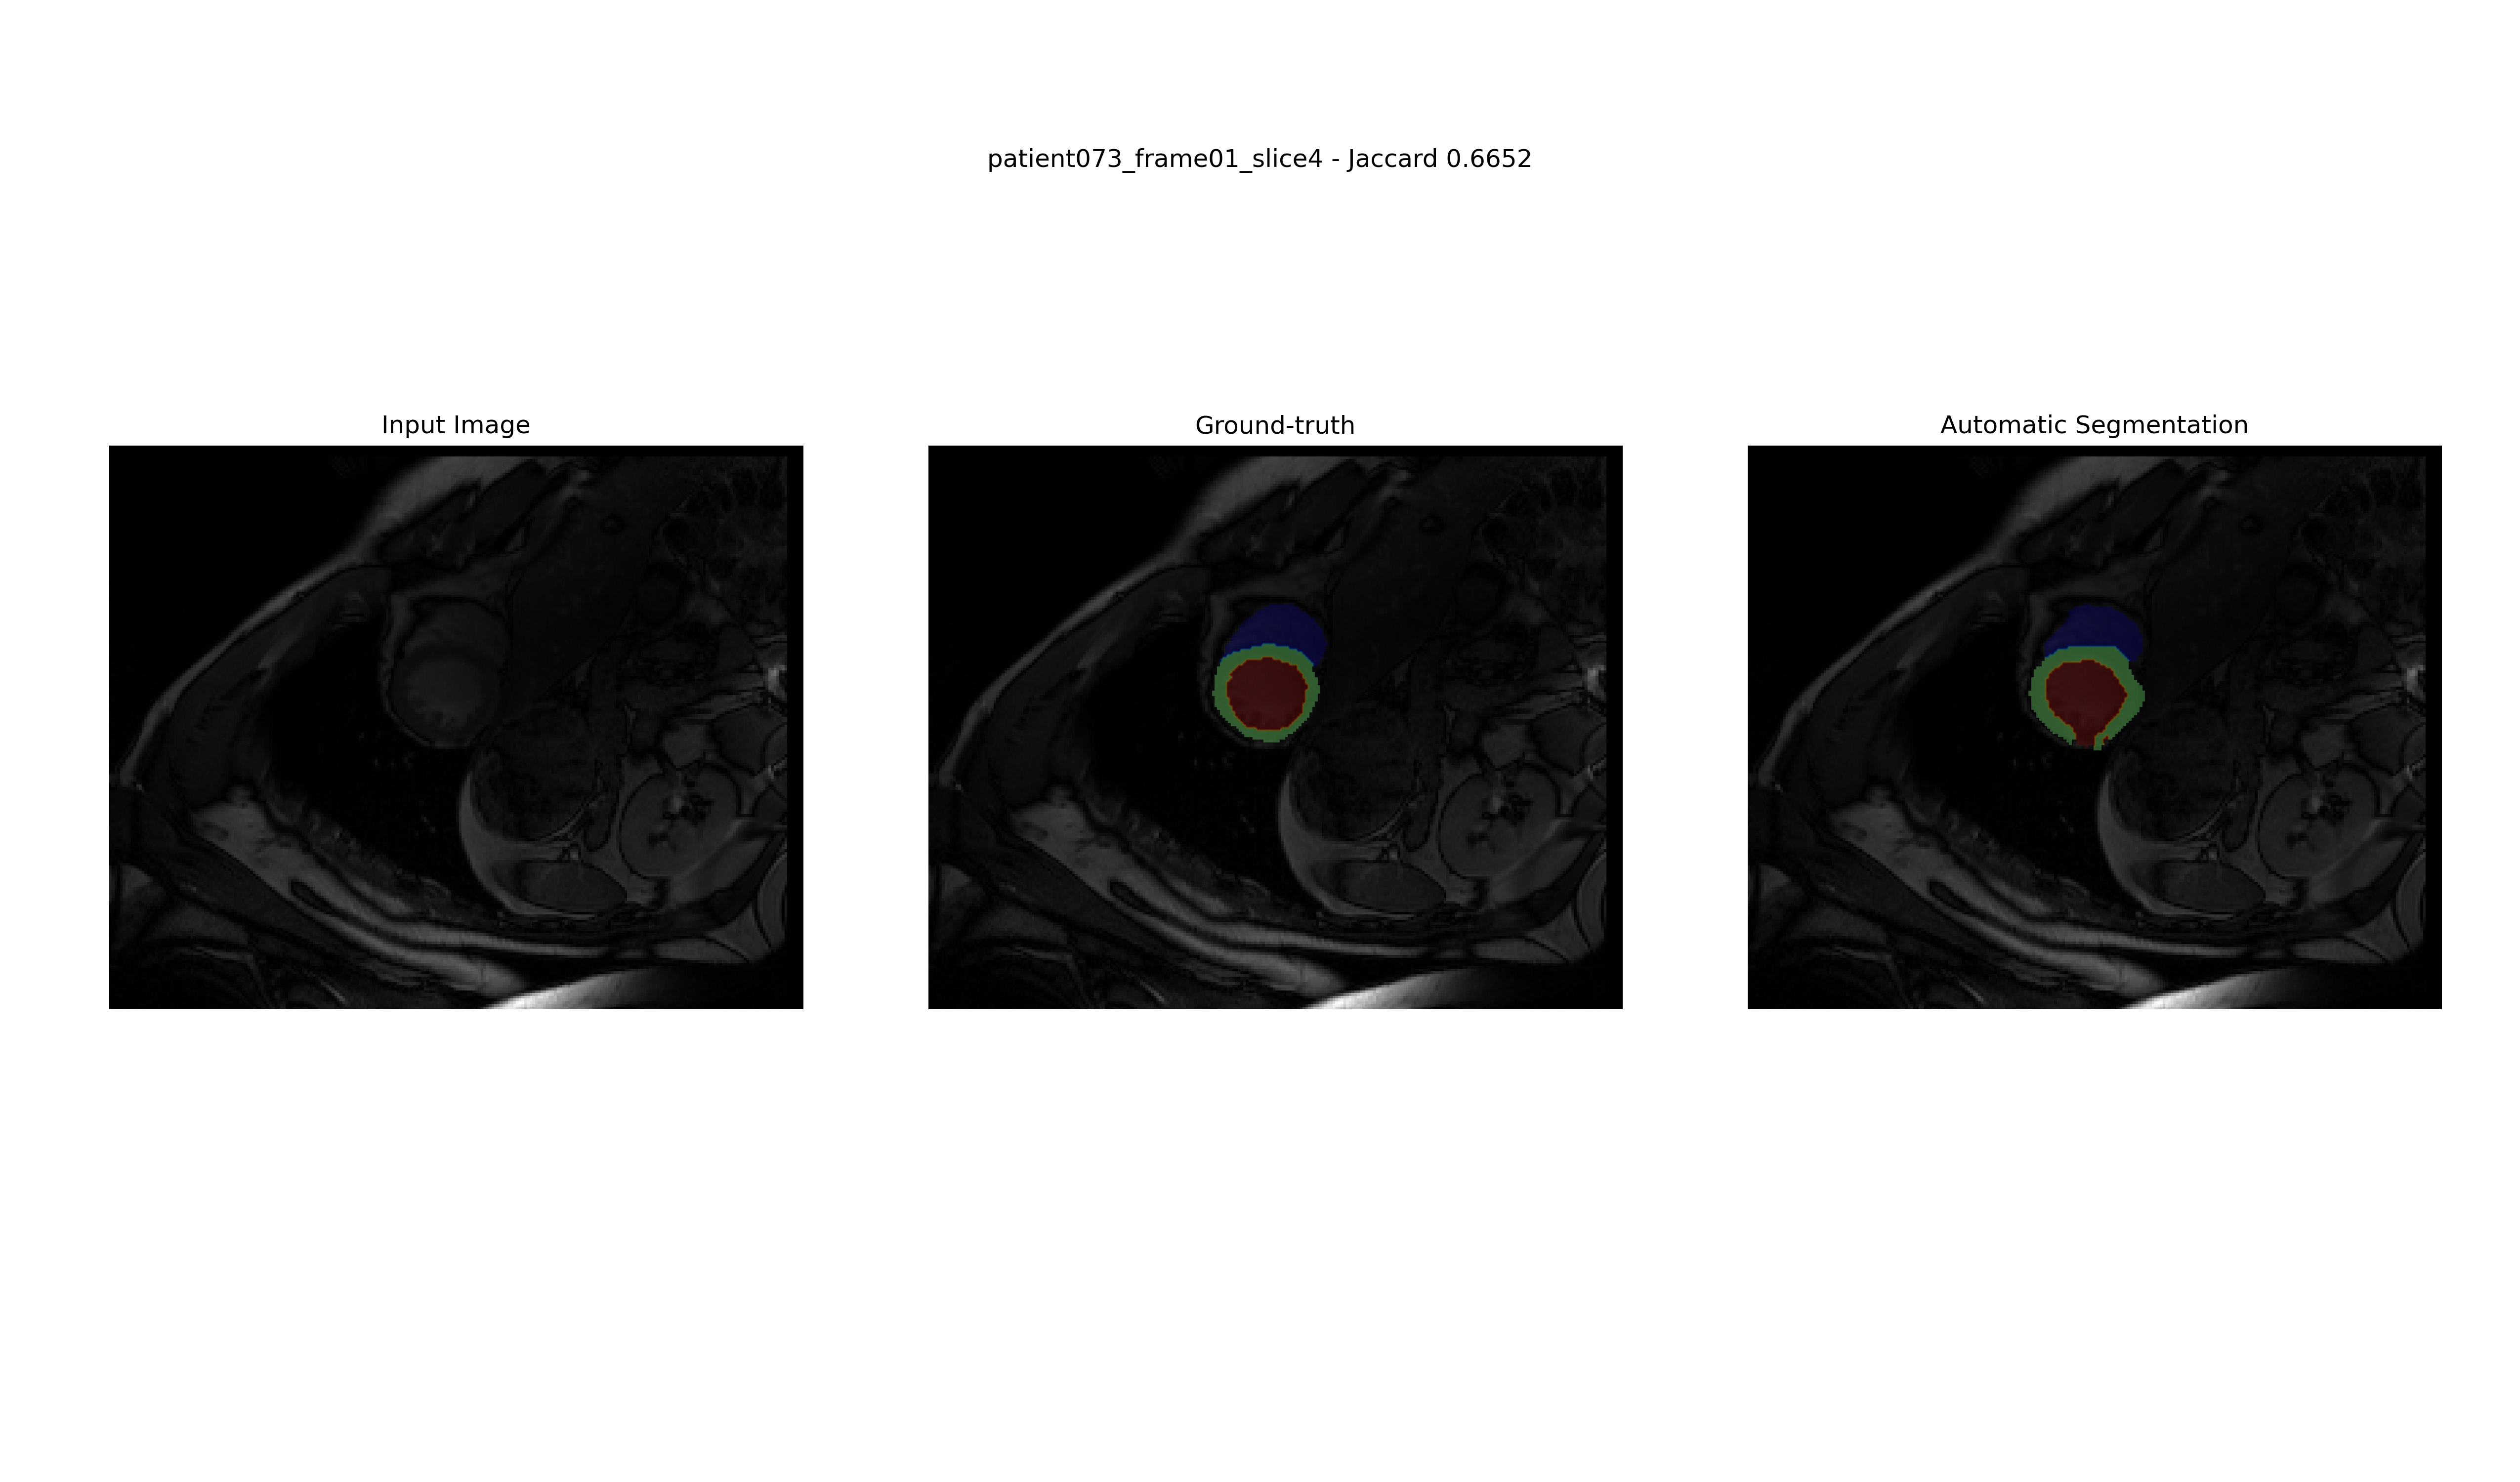 patient073_frame01_slice4 - Jaccard 0.6652
Input Image
Ground-truth
Automatic Segmentation